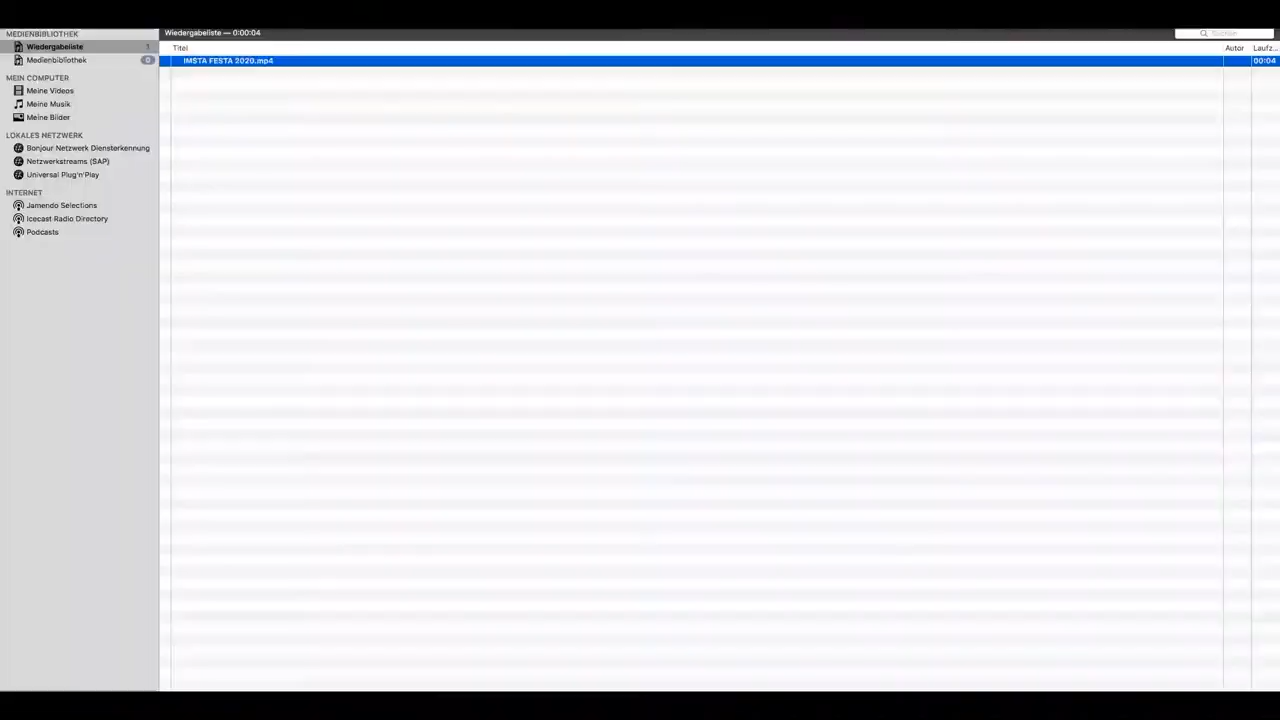 MEDIENBIBLIOTHEK
Wiedergabeliste 1
Medienbibliothek 0
MEIN COMPUTER
Meine Videos
Meine Musik
Meine Bilder
LOKALES NETZWERK
Bonjour Netzwerk Diensterkennung
Netzwerkstreams (SAP)
Universal Plug'n'Play
INTERNET
Jamendo Selections
Icecast Radio Directory
Podcasts
Wiedergabeliste — 0:00:04
Suchen
Titel Autor Laufz...
IMSTA FESTA 2020.mp4 00:04